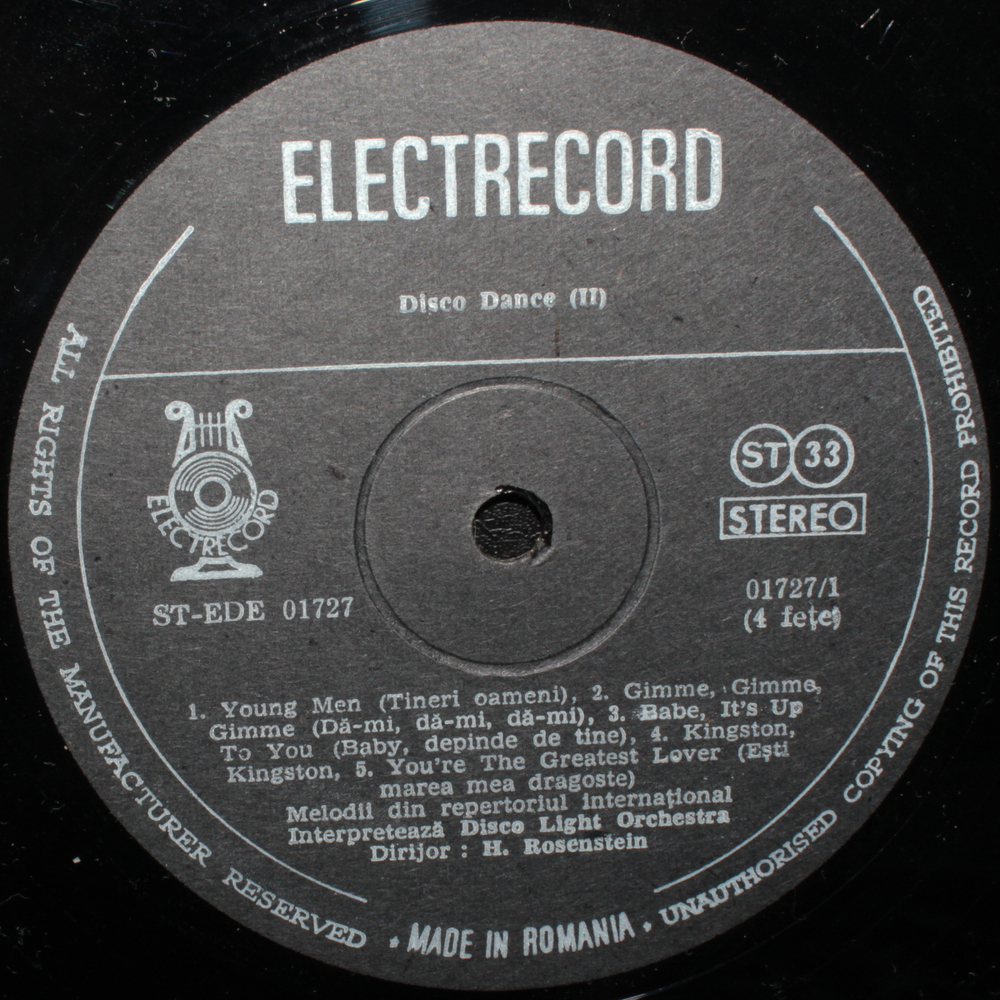 ELECTRECORD
Disco Dance (II)
ELECTRECORD
ST 33
STEREO
ST-EDE 01727
01727/1
(4 fețe)
1. Young Men (Tineri oameni), 2. Gimme, Gimme,
Gimme (Dă-mi, dă-mi, dă-mi), 3. Babe, It's Up
To You (Baby, depinde de tine), 4. Kingston,
Kingston, 5. You're The Greatest Lover (Ești
marea mea dragoste)
Melodii din repertoriul internațional
Interpretează Disco Light Orchestra
Dirijor : H. Rosenstein
ALL RIGHTS OF THE MANUFACTURER RESERVED • MADE IN ROMANIA • UNAUTHORISED COPYING OF THIS RECORD PROHIBITED